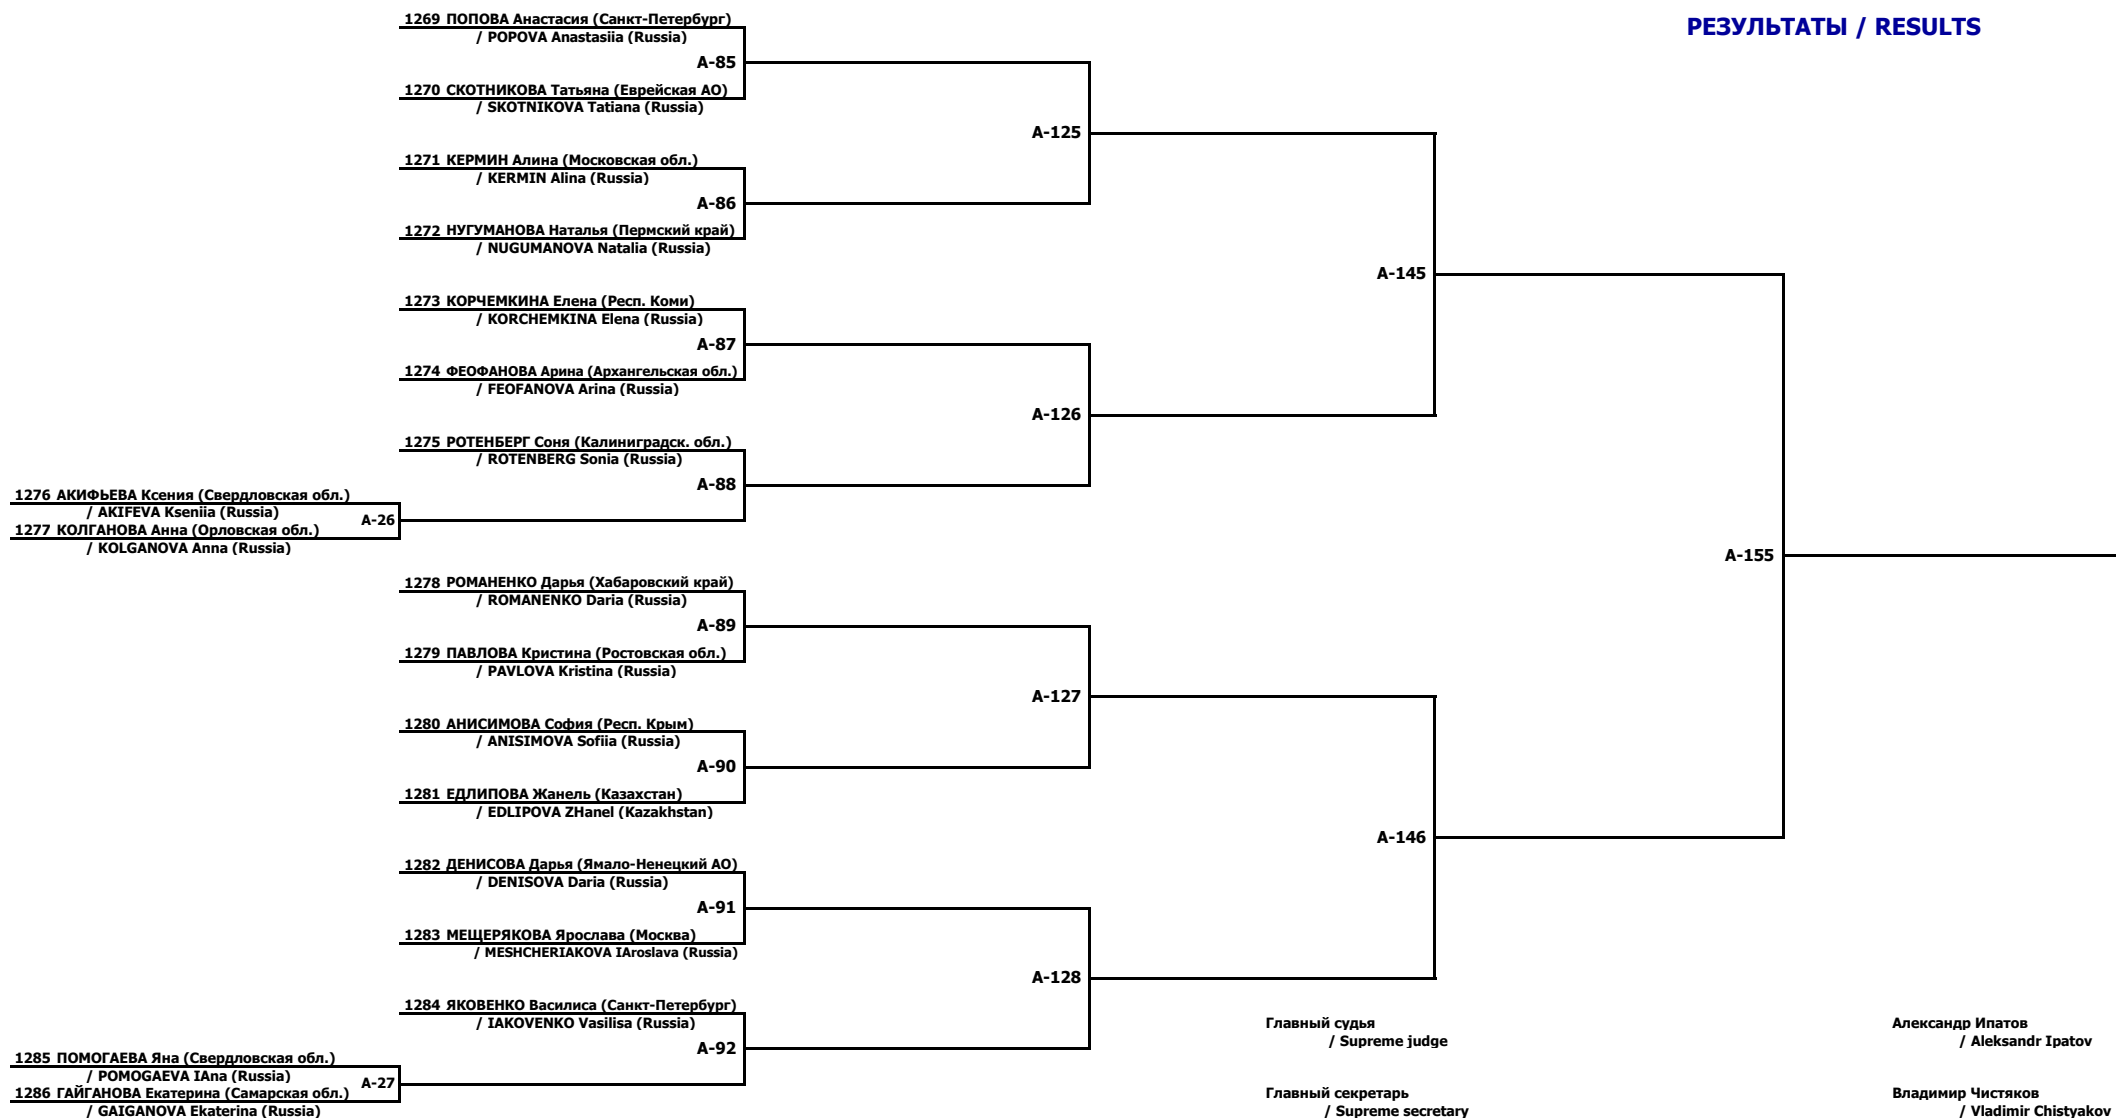 1269 ПОПОВА Анастасия (Санкт-Петербург)
/ POPOVA Anastasiia (Russia)
РЕЗУЛЬТАТЫ / RESULTS
A-85
1270 СКОТНИКОВА Татьяна (Еврейская АО)
/ SKOTNIKOVA Tatiana (Russia)
A-125
1271 КЕРМИН Алина (Московская обл.)
/ KERMIN Alina (Russia)
A-86
1272 НУГУМАНОВА Наталья (Пермский край)
/ NUGUMANOVA Natalia (Russia)
A-145
1273 КОРЧЕМКИНА Елена (Респ. Коми)
/ KORCHEMKINA Elena (Russia)
A-87
1274 ФЕОФАНОВА Арина (Архангельская обл.)
/ FEOFANOVA Arina (Russia)
A-126
1275 РОТЕНБЕРГ Соня (Калиниградск. обл.)
/ ROTENBERG Sonia (Russia)
A-88
1276 АКИФЬЕВА Ксения (Свердловская обл.)
/ AKIFEVA Kseniia (Russia)
A-26
1277 КОЛГАНОВА Анна (Орловская обл.)
/ KOLGANOVA Anna (Russia)
A-155
1278 РОМАНЕНКО Дарья (Хабаровский край)
/ ROMANENKO Daria (Russia)
A-89
1279 ПАВЛОВА Кристина (Ростовская обл.)
/ PAVLOVA Kristina (Russia)
A-127
1280 АНИСИМОВА София (Респ. Крым)
/ ANISIMOVA Sofiia (Russia)
A-90
1281 ЕДЛИПОВА Жанель (Казахстан)
/ EDLIPOVA ZHanel (Kazakhstan)
A-146
1282 ДЕНИСОВА Дарья (Ямало-Ненецкий АО)
/ DENISOVA Daria (Russia)
A-91
1283 МЕЩЕРЯКОВА Ярослава (Москва)
/ MESHCHERIAKOVA IAroslava (Russia)
A-128
1284 ЯКОВЕНКО Василиса (Санкт-Петербург)
/ IAKOVENKO Vasilisa (Russia)
Главный судья
/ Supreme judge
Александр Ипатов
/ Aleksandr Ipatov
A-92
1285 ПОМОГАЕВА Яна (Свердловская обл.)
/ POMOGAEVA IAna (Russia)
A-27
1286 ГАЙГАНОВА Екатерина (Самарская обл.)
/ GAIGANOVA Ekaterina (Russia)
Главный секретарь
/ Supreme secretary
Владимир Чистяков
/ Vladimir Chistyakov